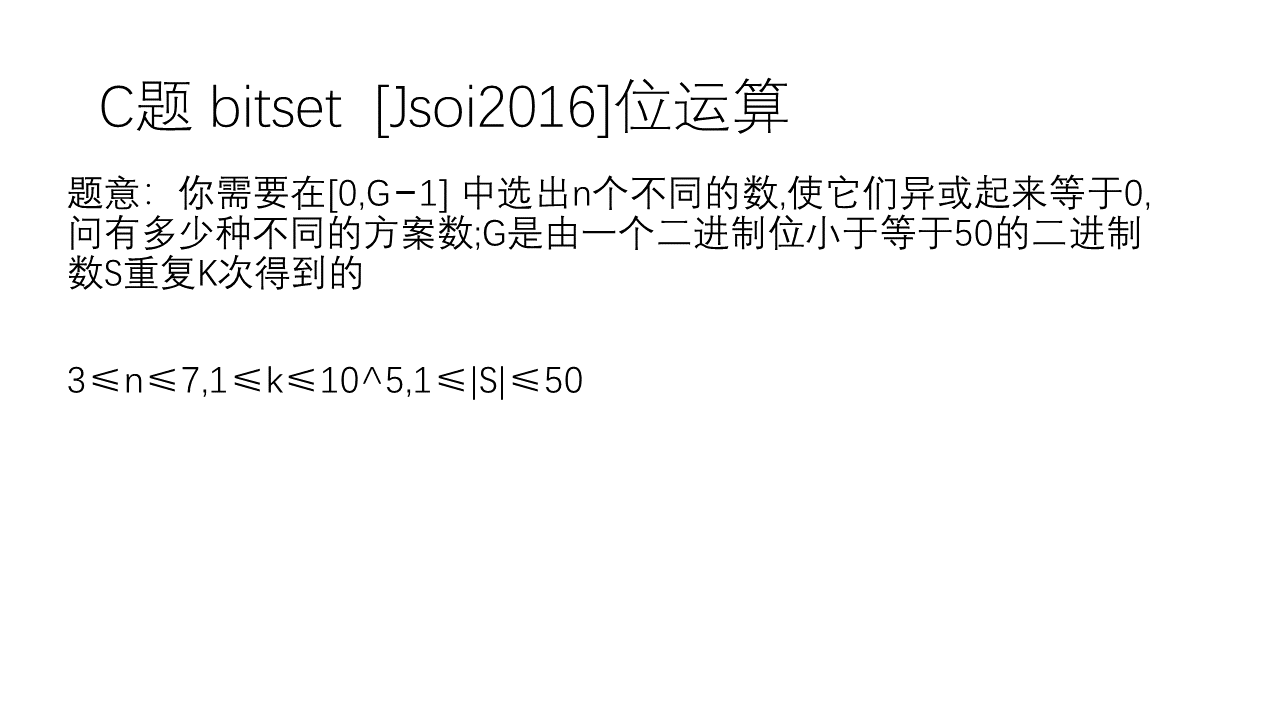 C题 bitset  [Jsoi2016]位运算
题意：你需要在[0,G−1] 中选出n个不同的数,使它们异或起来等于0,
问有多少种不同的方案数;G是由一个二进制位小于等于50的二进制
数S重复K次得到的
3≤n≤7,1≤k≤10^5,1≤|S|≤50